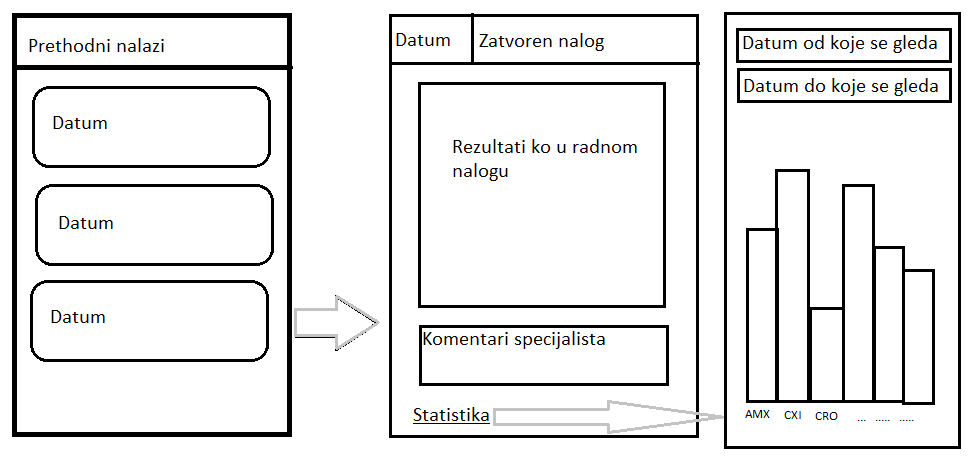 Prethodni nalazi
Datum
Datum
Datum
Datum
Zatvoren nalog
Rezultati ko u radnom
nalogu
Komentari specijalista
Statistika
Datum od koje se gleda
Datum do koje se gleda
AMX CXI CRO ... ..... .....